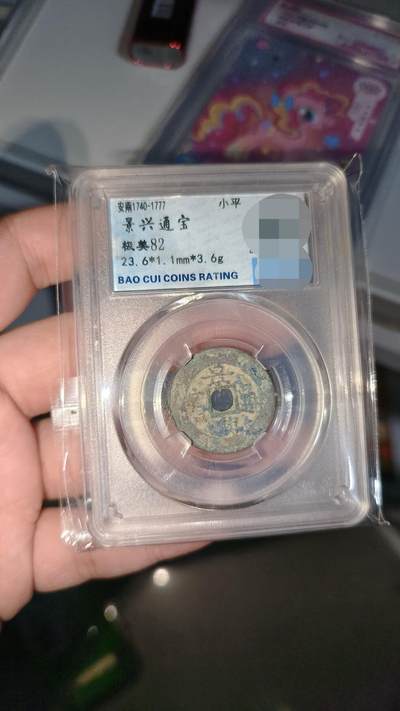 安南1740-1777 小平
景兴通宝
极美82
23.6*1.1mm*3.6g
BAO CUI COINS RATING